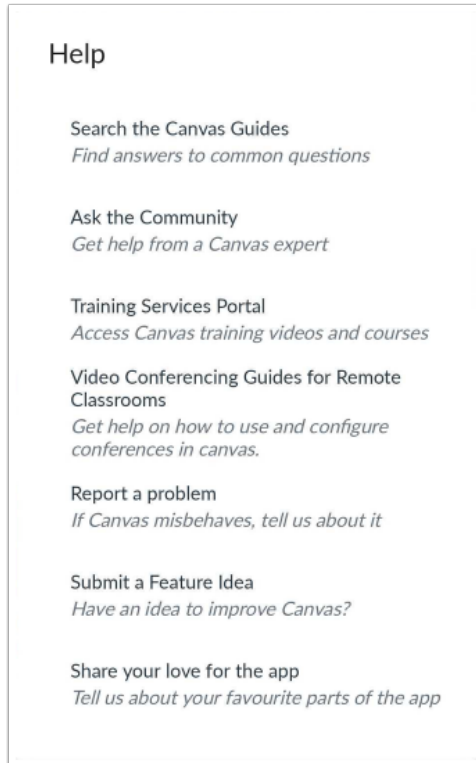 Help
Search the Canvas Guides
Find answers to common questions
Ask the Community
Get help from a Canvas expert
Training Services Portal
Access Canvas training videos and courses
Video Conferencing Guides for Remote
Classrooms
Get help on how to use and configure
conferences in canvas.
Report a problem
If Canvas misbehaves, tell us about it
Submit a Feature Idea
Have an idea to improve Canvas?
Share your love for the app
Tell us about your favourite parts of the app